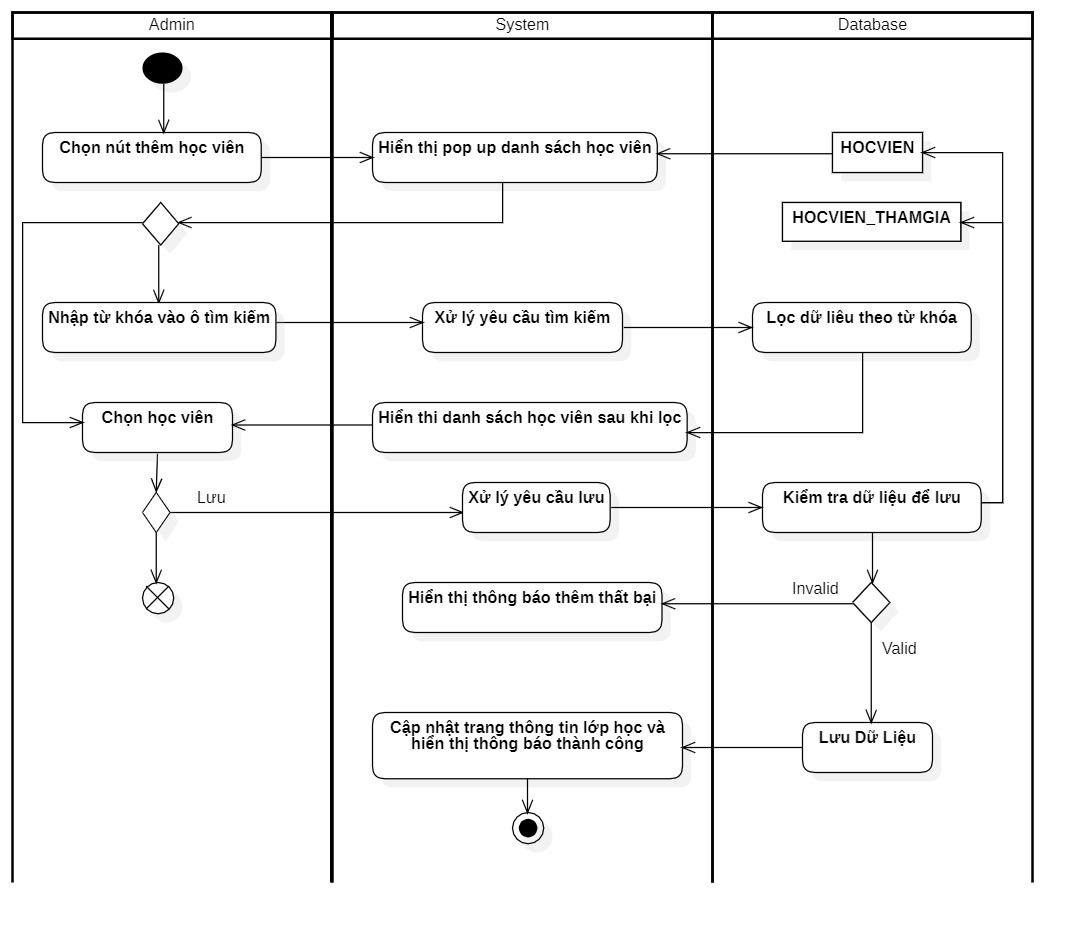 Admin
System
Database
Chọn nút thêm học viên
Hiển thị pop up danh sách học viên
HOCVIEN
HOCVIEN_THAMGIA
Nhập từ khóa vào ô tìm kiếm
Xử lý yêu cầu tìm kiếm
Lọc dữ liêu theo từ khóa
Chọn học viên
Hiển thi danh sách học viên sau khi lọc
Lưu
Xử lý yêu cầu lưu
Kiểm tra dữ liệu để lưu
Hiển thị thông báo thêm thất bại
Invalid
Valid
Cập nhật trang thông tin lớp học và
hiển thị thông báo thành công
Lưu Dữ Liệu